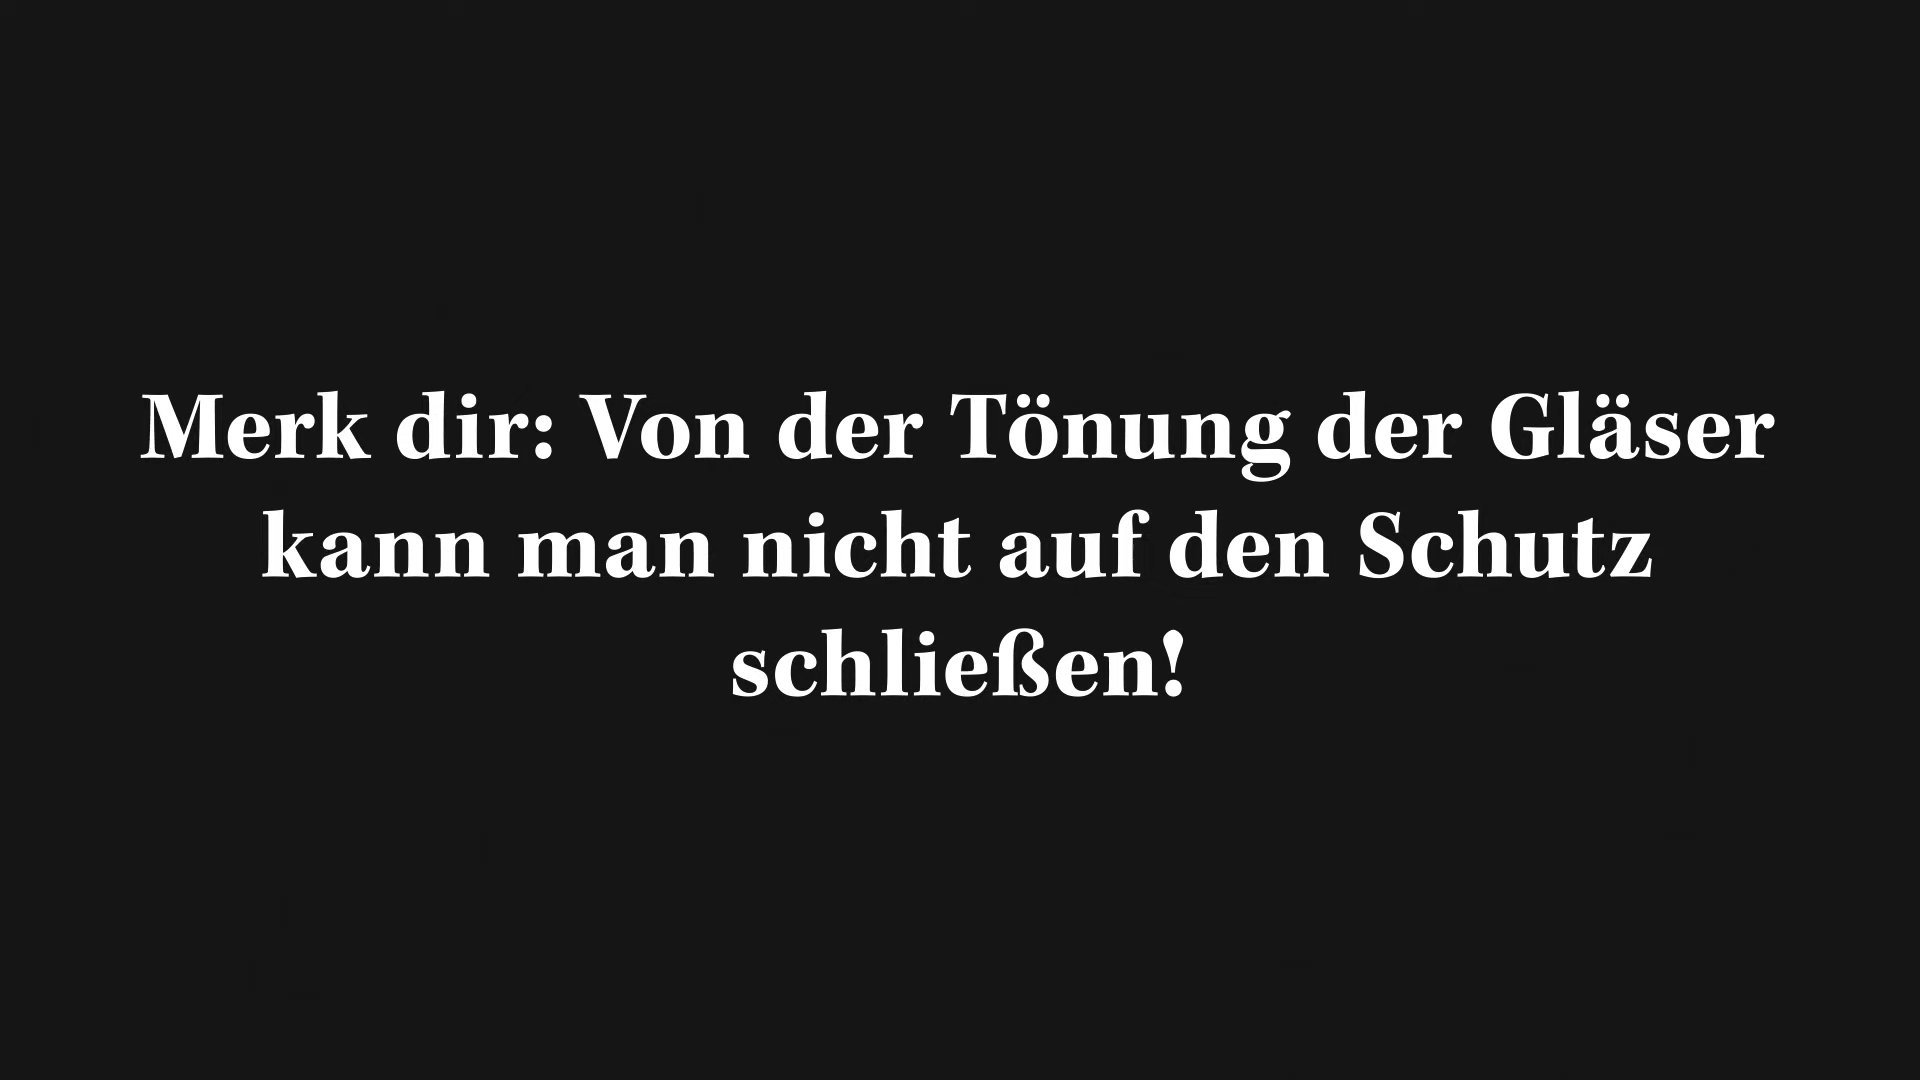 Merk dir: Von der Tönung der Gläser
kann man nicht auf den Schutz
schließen!